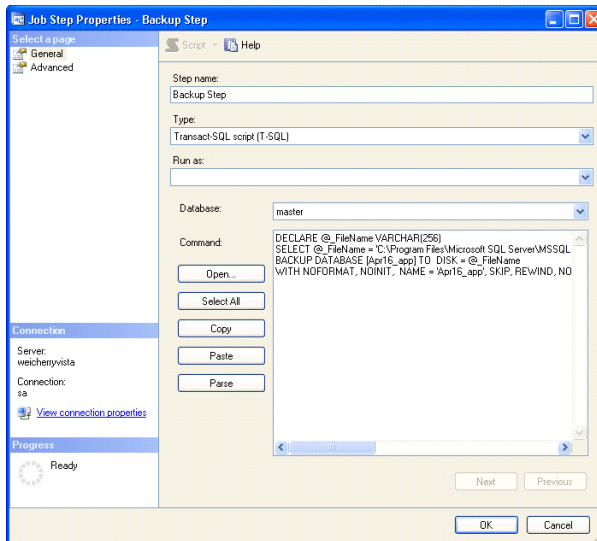 Job Step Properties - Backup Step
Select a page
General
Advanced
Script
Help
Step name:
Backup Step
Type:
Transact-SQL script (T-SQL)
Run as:
Database:
master
Command:
DECLARE @_FileName VARCHAR(256)
SELECT @_FileName = 'C:\Program Files\Microsoft SQL Server\MSSQL
BACKUP DATABASE [Apr16_app] TO DISK = @_FileName
WITH NOFORMAT, NOINIT, NAME = 'Apr16_app', SKIP, REWIND, NO
Open...
Select All
Copy
Paste
Parse
Connection
Server:
weichenyvista
Connection:
sa
View connection properties
Progress
Ready
Next
Previous
OK
Cancel